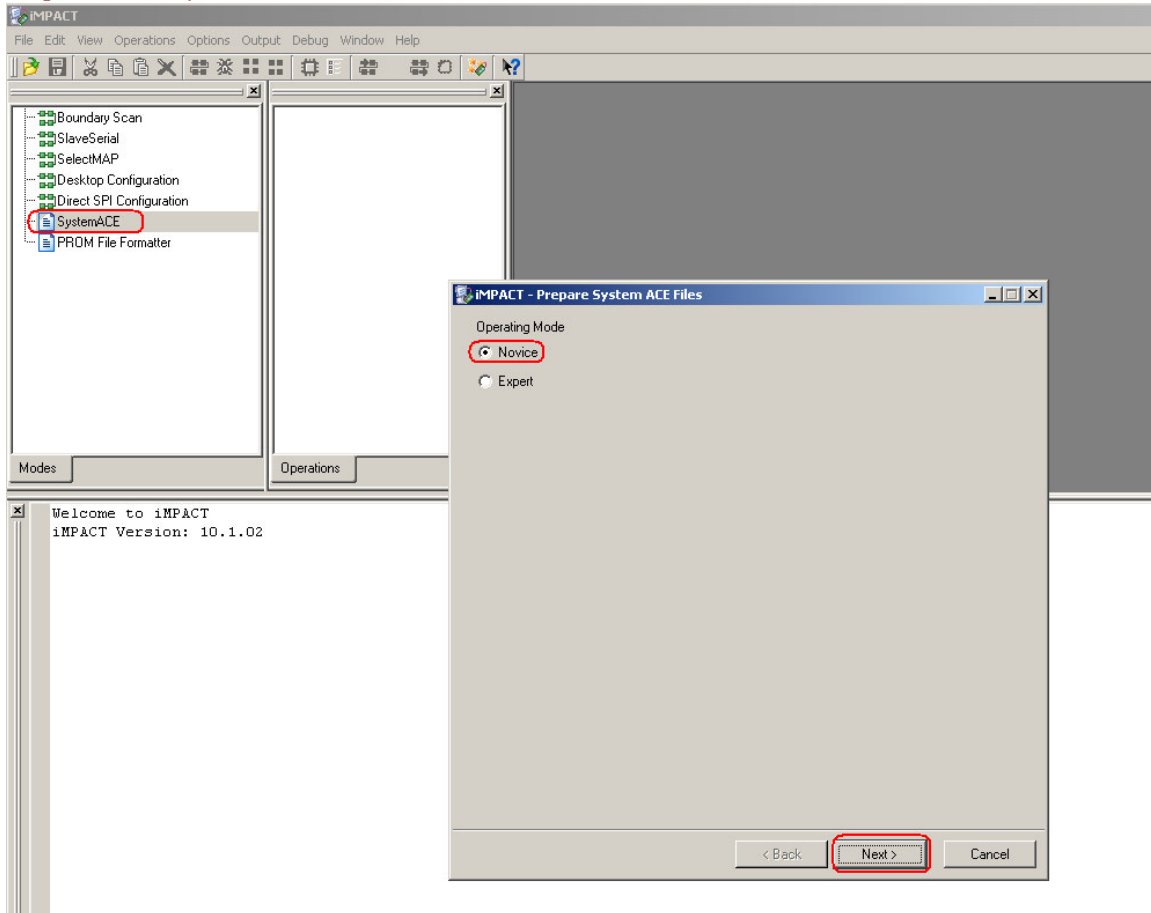 iMPACT
File Edit View Operations Options Output Debug Window Help
Boundary Scan
SlaveSerial
SelectMAP
Desktop Configuration
Direct SPI Configuration
SystemACE
PROM File Formatter
Modes
Operations
iMPACT - Prepare System ACE Files
Operating Mode
Novice
Expert
< Back Next > Cancel
Welcome to iMPACT
iMPACT Version: 10.1.02